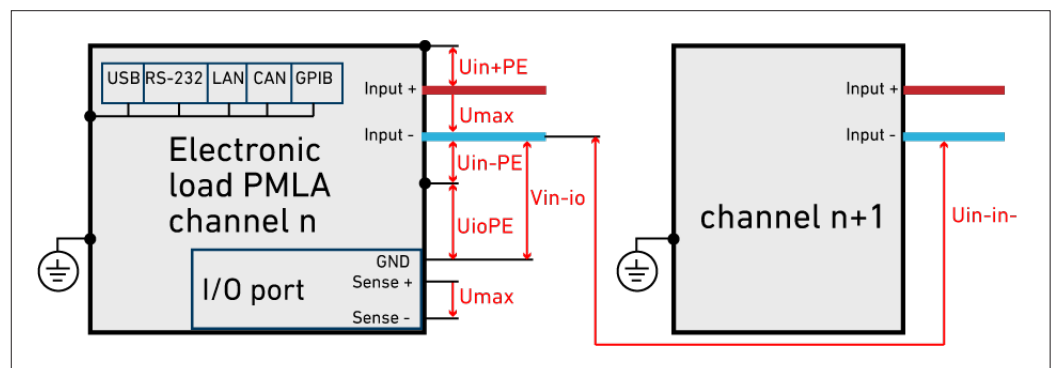 USB RS-232 LAN CAN GPIB
Uin+PE
Input +
Umax
Input -
Electronic
load PMLA
channel n
Uin-PE
Vin-io
UioPE
GND
I/O port
Sense +
Umax
Sense -
Input +
Input -
channel n+1
Uin-in-